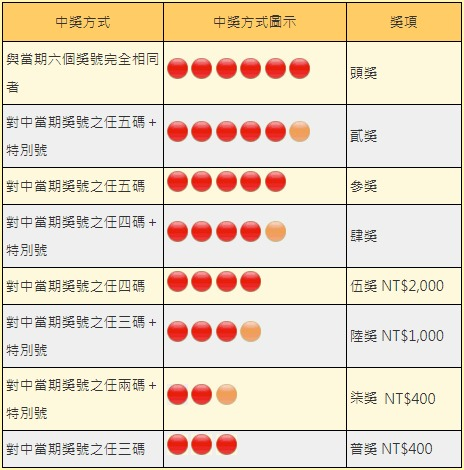 中獎方式 中獎方式圖示 獎項
與當期六個獎號完全相同
者
頭獎
對中當期獎號之任五碼+
特別號
貳獎
對中當期獎號之任五碼 參獎
對中當期獎號之任四碼+
特別號
肆獎
對中當期獎號之任四碼 伍獎 NT$2,000
對中當期獎號之任三碼+
特別號
陸獎 NT$1,000
對中當期獎號之任兩碼+
特別號
柒獎 NT$400
對中當期獎號之任三碼 普獎 NT$400